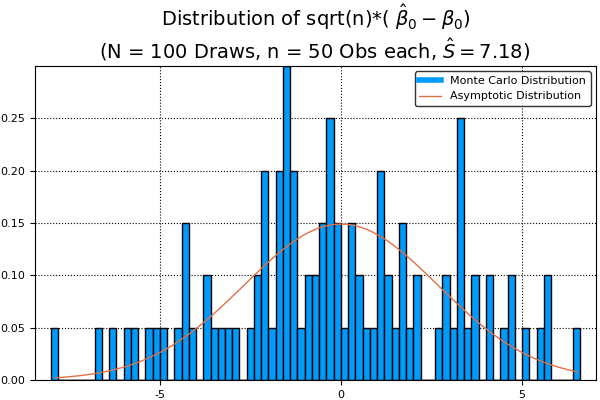 Distribution of sqrt(n)*( β̂₀ − β₀)
(N = 100 Draws, n = 50 Obs each, Ŝ = 7.18)
Monte Carlo Distribution
Asymptotic Distribution
0.25
0.20
0.15
0.10
0.05
0.00
-5 0 5